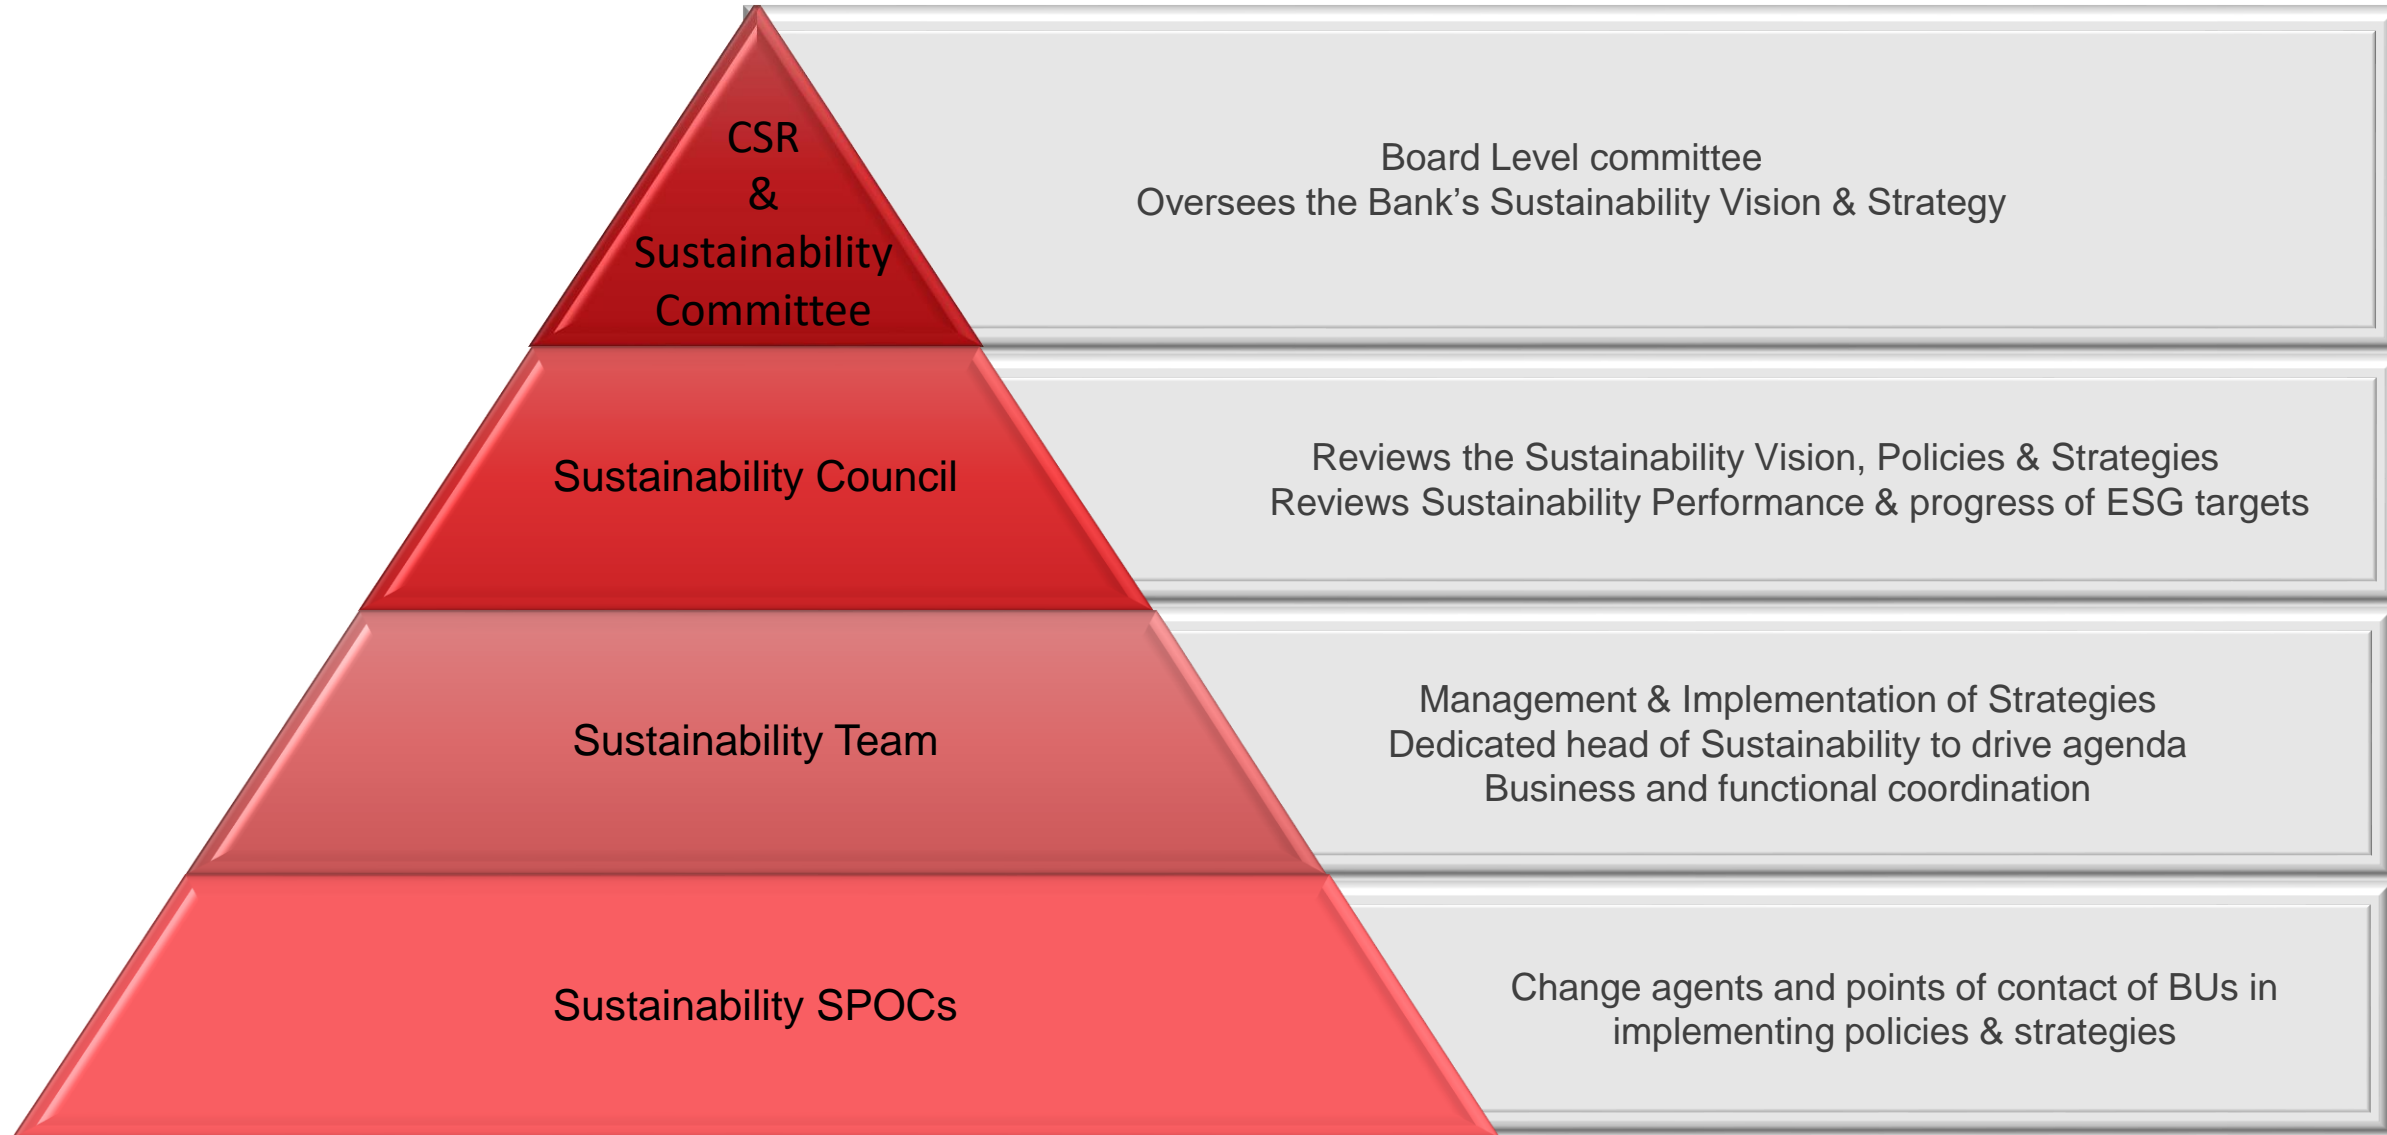 CSR
&
Sustainability
Committee
Board Level committee
Oversees the Bank’s Sustainability Vision & Strategy
Sustainability Council
Reviews the Sustainability Vision, Policies & Strategies
Reviews Sustainability Performance & progress of ESG targets
Sustainability Team
Management & Implementation of Strategies
Dedicated head of Sustainability to drive agenda
Business and functional coordination
Sustainability SPOCs
Change agents and points of contact of BUs in
implementing policies & strategies